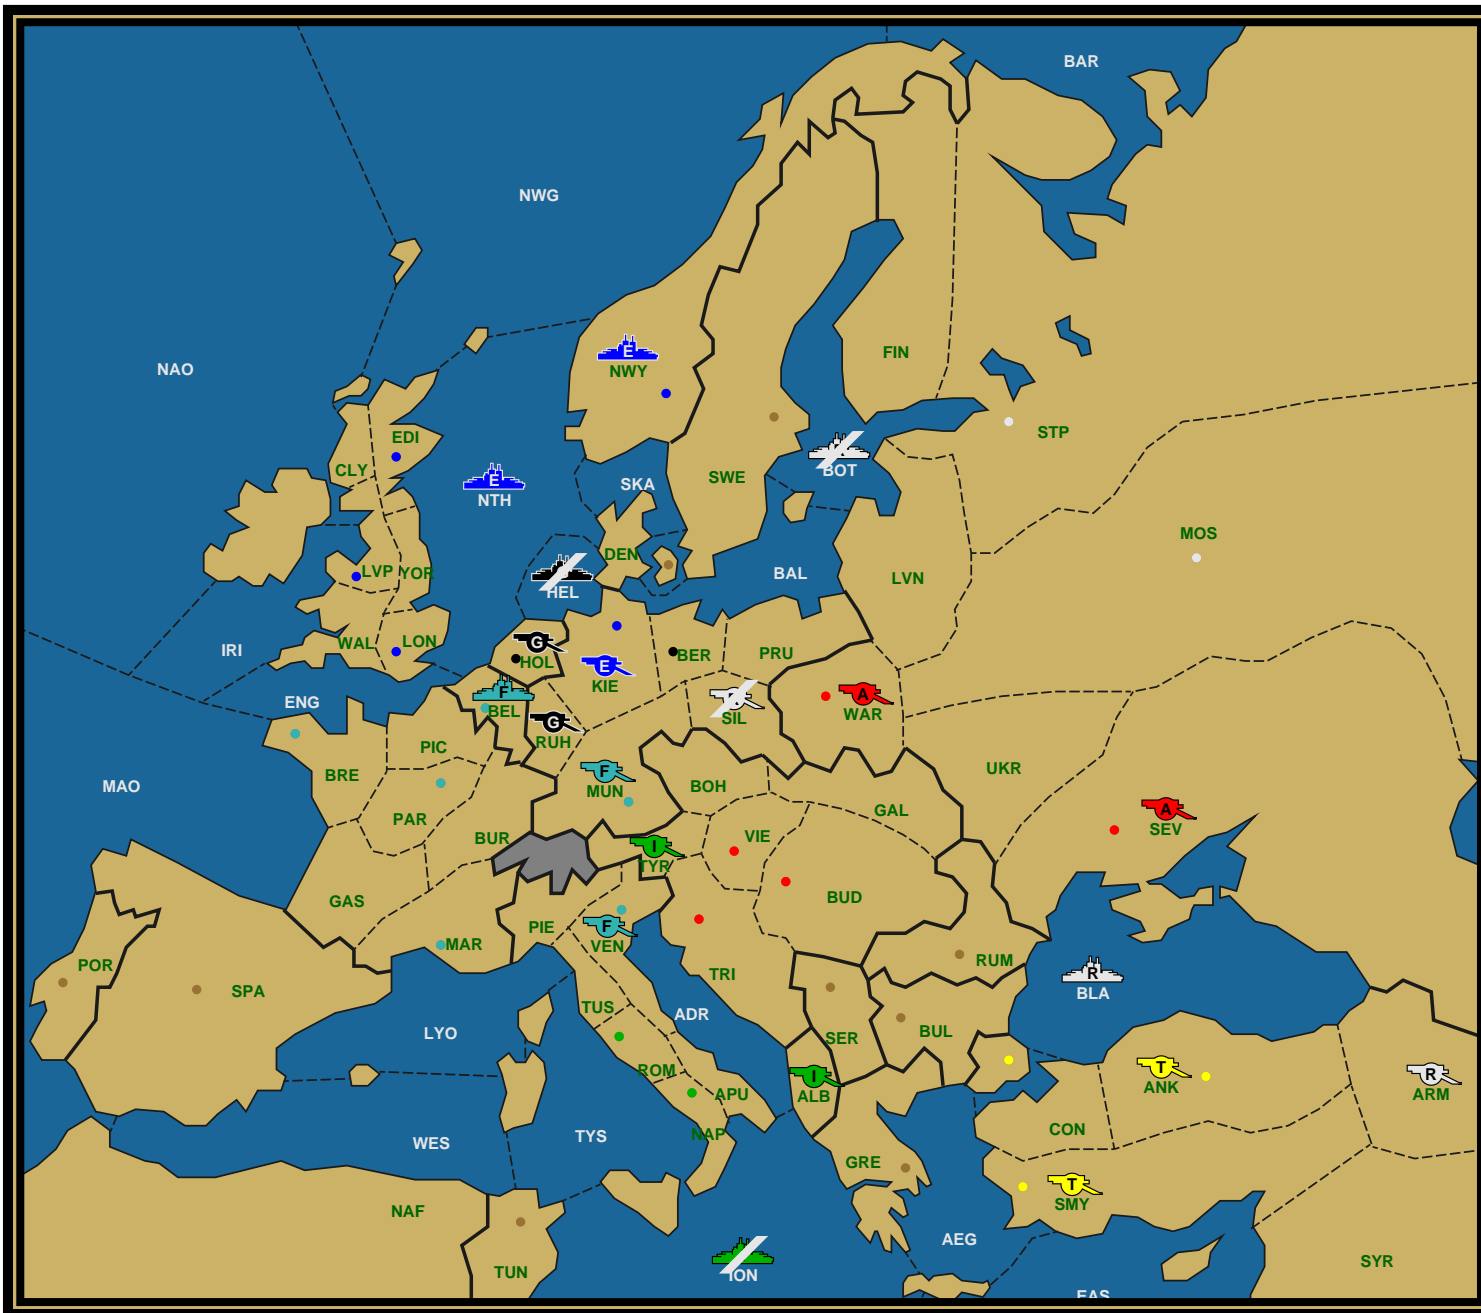 BAR
NWG
NAO
E
NWY
FIN
EDI
STP
CLY
BOT
SWE
SKA
E
NTH
MOS
DEN
BAL
LVN
LVP
YOR
HEL
IRI
WAL
LON
G
HOL
BER
PRU
E
KIE
ENG
F
BEL
SIL
A
WAR
G
RUH
PIC
BRE
UKR
MAO
F
MUN
BOH
GAL
PAR
A
SEV
BUR
VIE
I
TYR
GAS
BUD
PIE
F
VEN
MAR
POR
SPA
TRI
RUM
R
BLA
TUS
ADR
LYO
SER
BUL
ROM
I
ALB
APU
T
ANK
R
ARM
CON
NAP
TYS
WES
GRE
T
SMY
NAF
AEG
TUN
ION
SYR
EAS